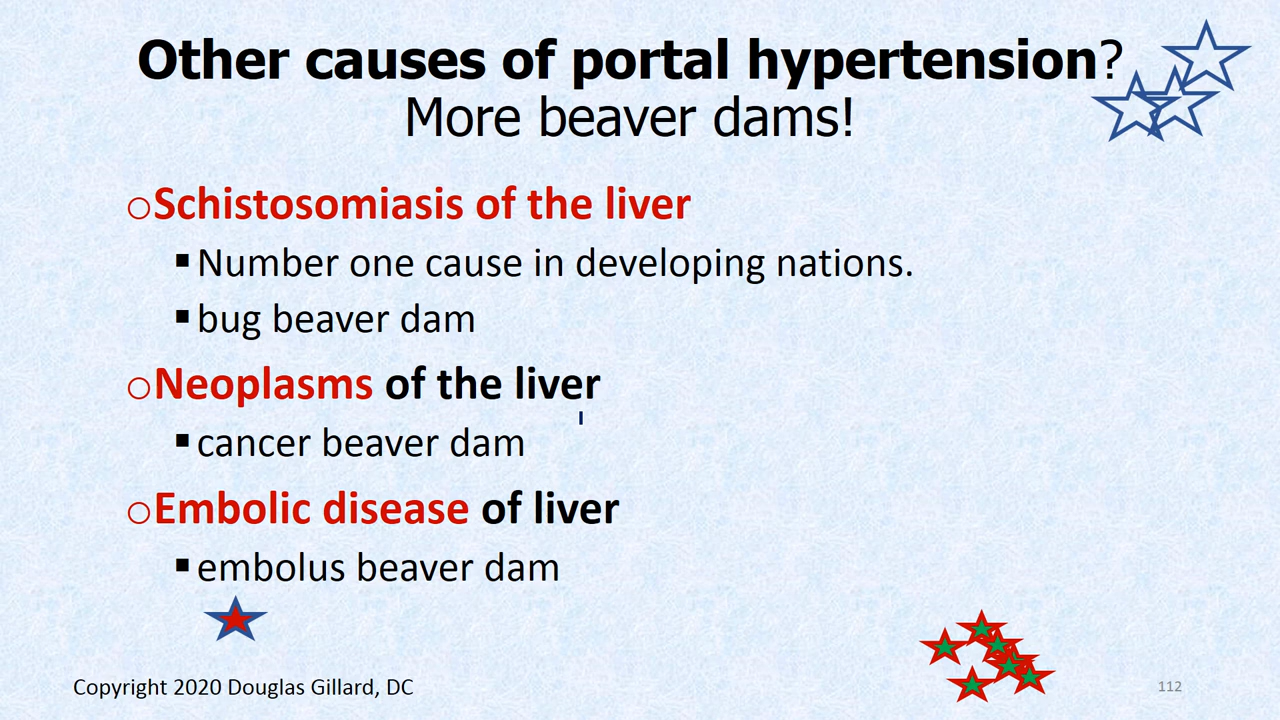 Other causes of portal hypertension?
More beaver dams!
Schistosomiasis of the liver
Number one cause in developing nations.
bug beaver dam
Neoplasms of the liver
cancer beaver dam
Embolic disease of liver
embolus beaver dam
Copyright 2020 Douglas Gillard, DC
112